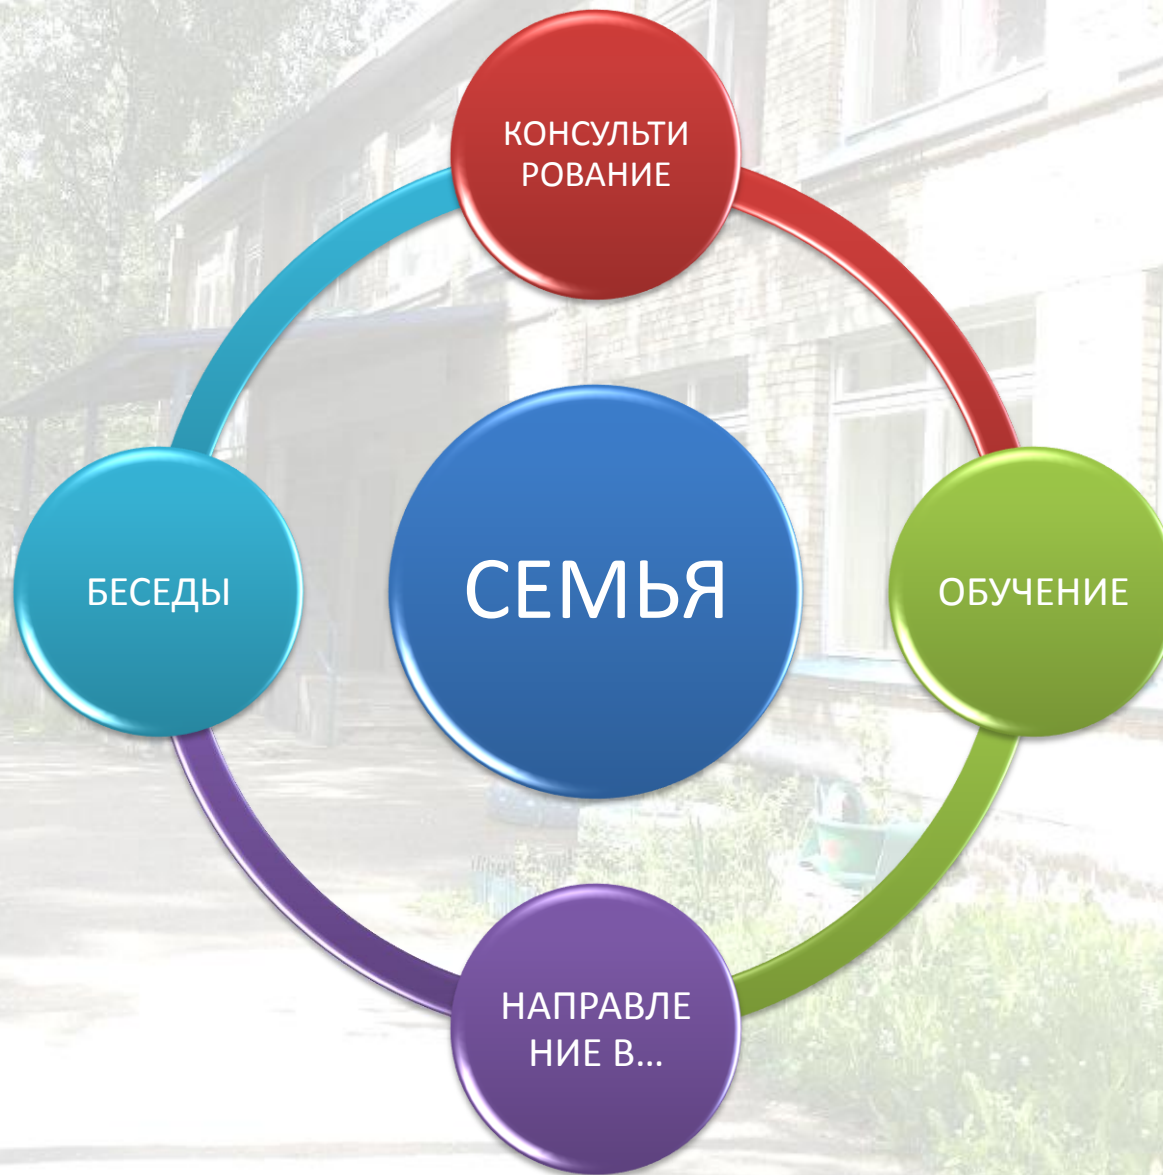 КОНСУЛЬТИ
РОВАНИЕ
БЕСЕДЫ
СЕМЬЯ
ОБУЧЕНИЕ
НАПРАВЛЕ
НИЕ В...